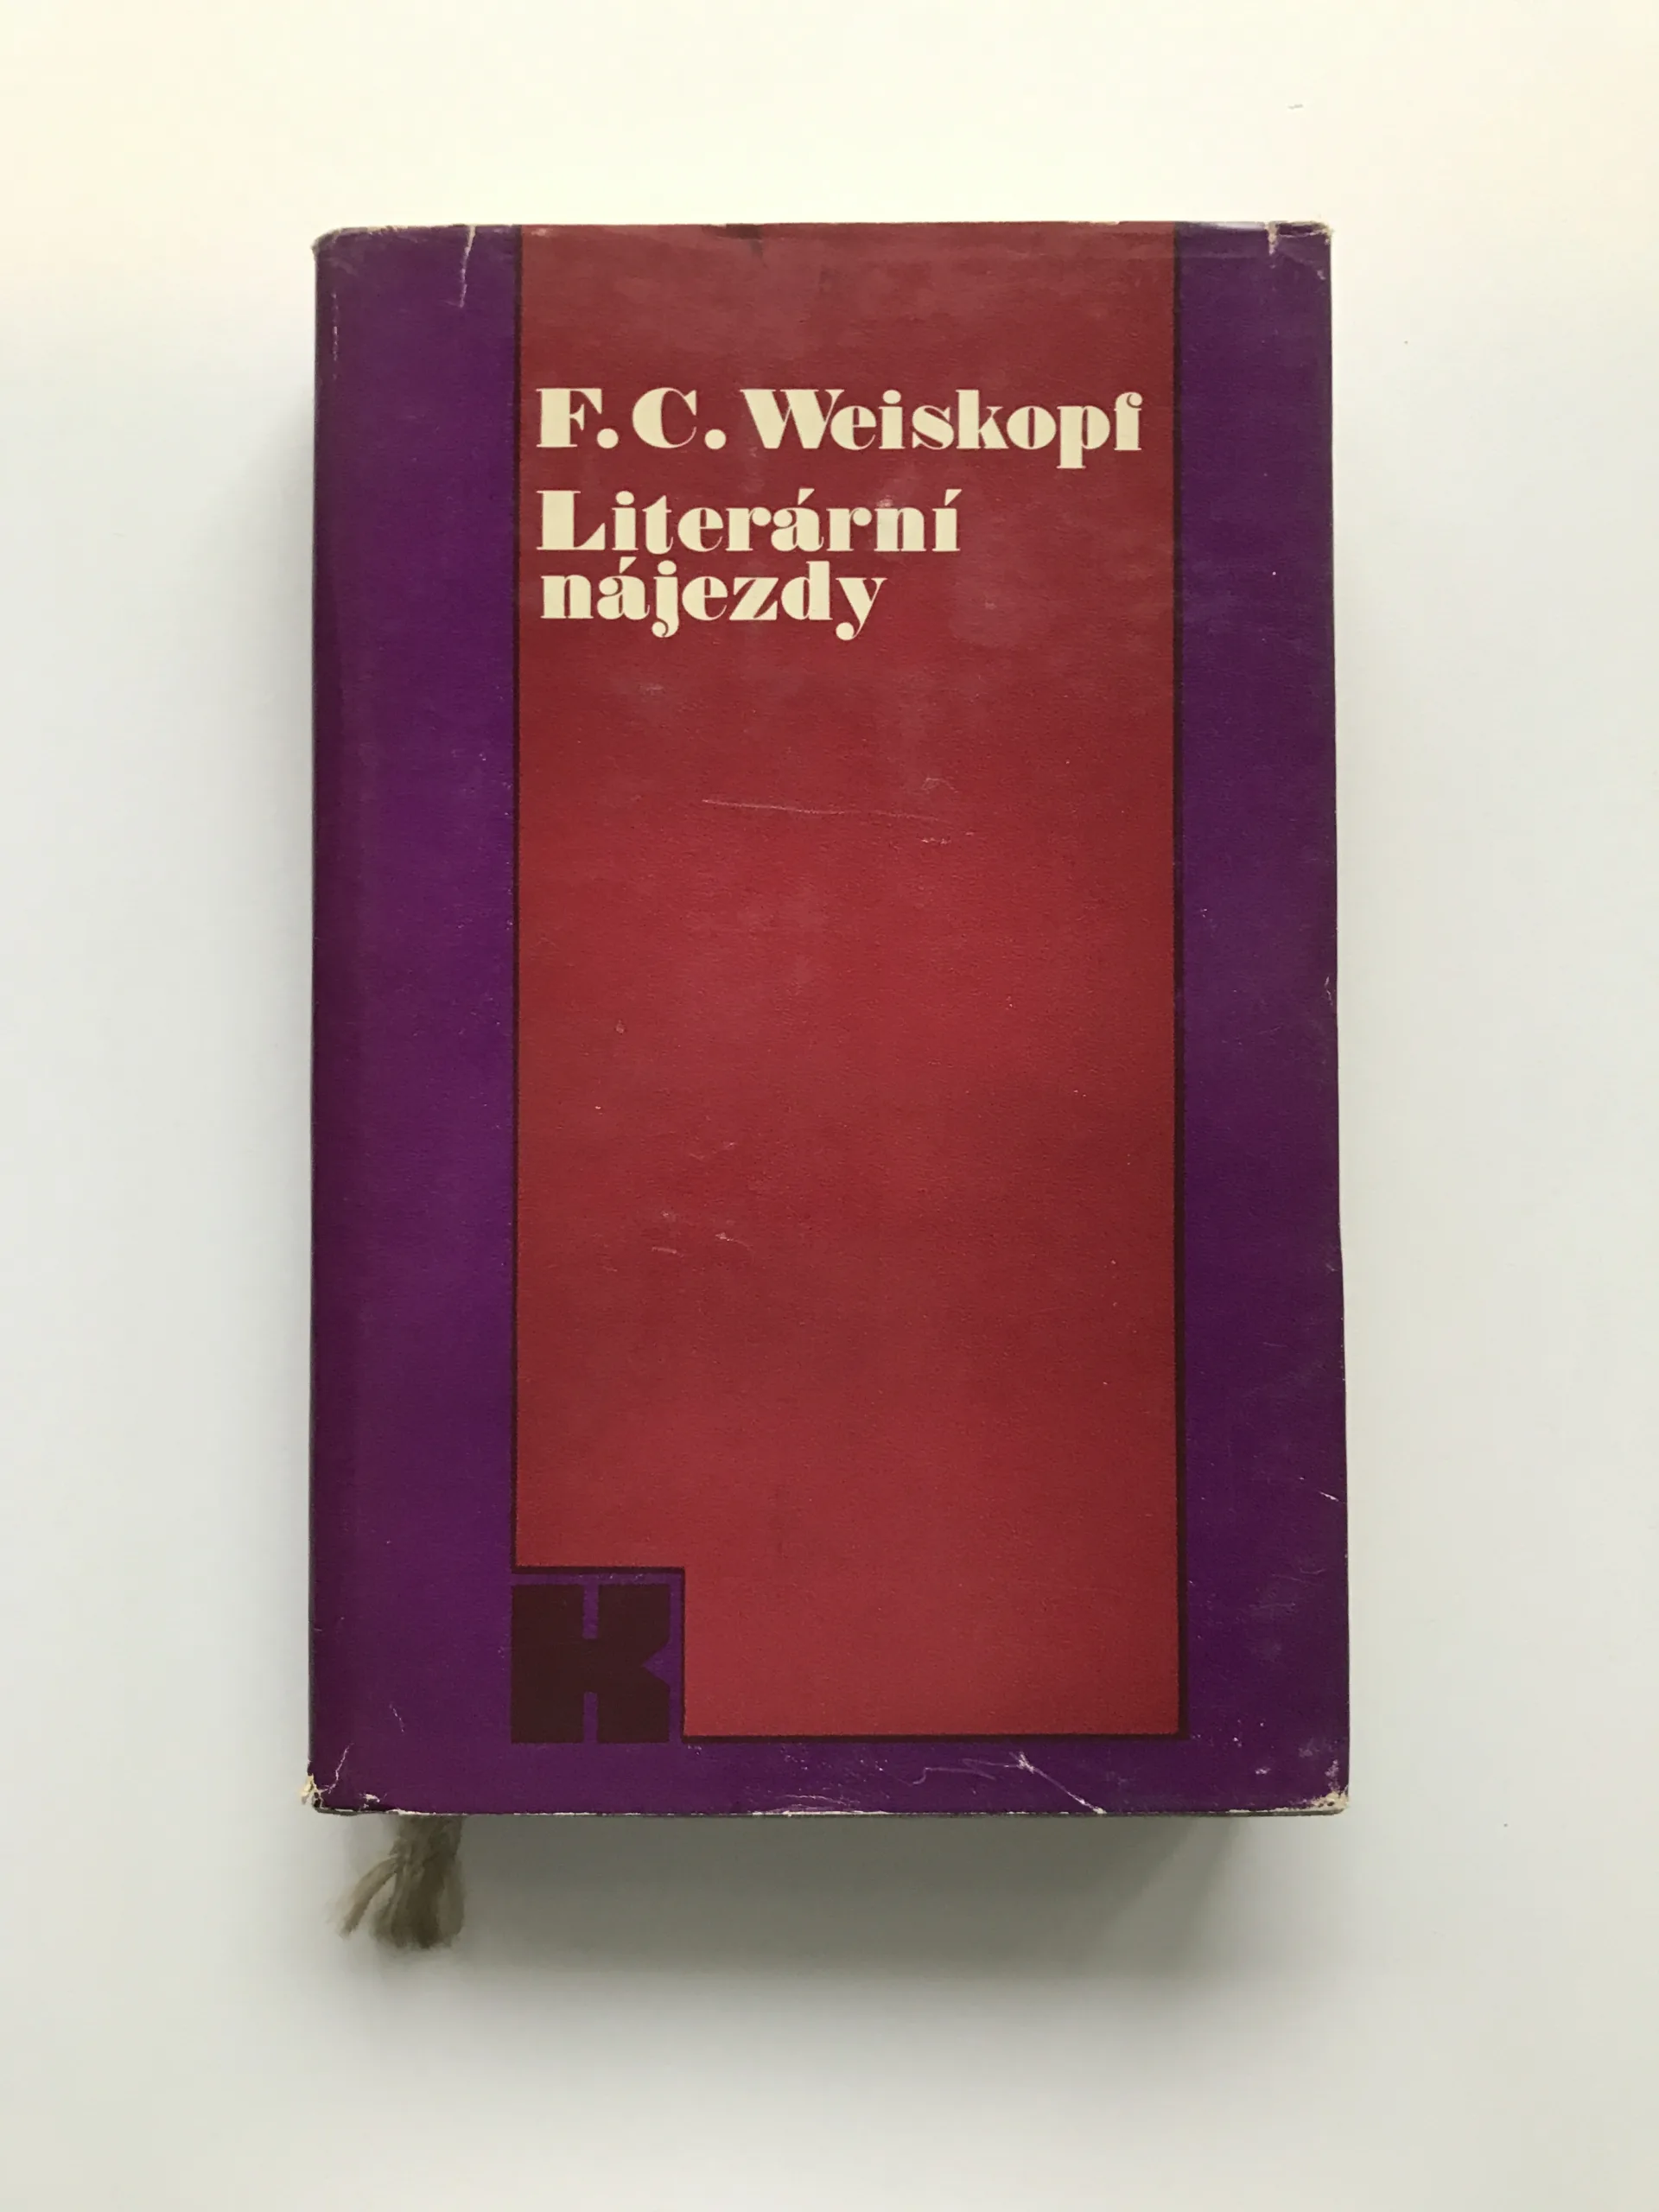 F. C. Weiskopf
Literární
nájezdy
K